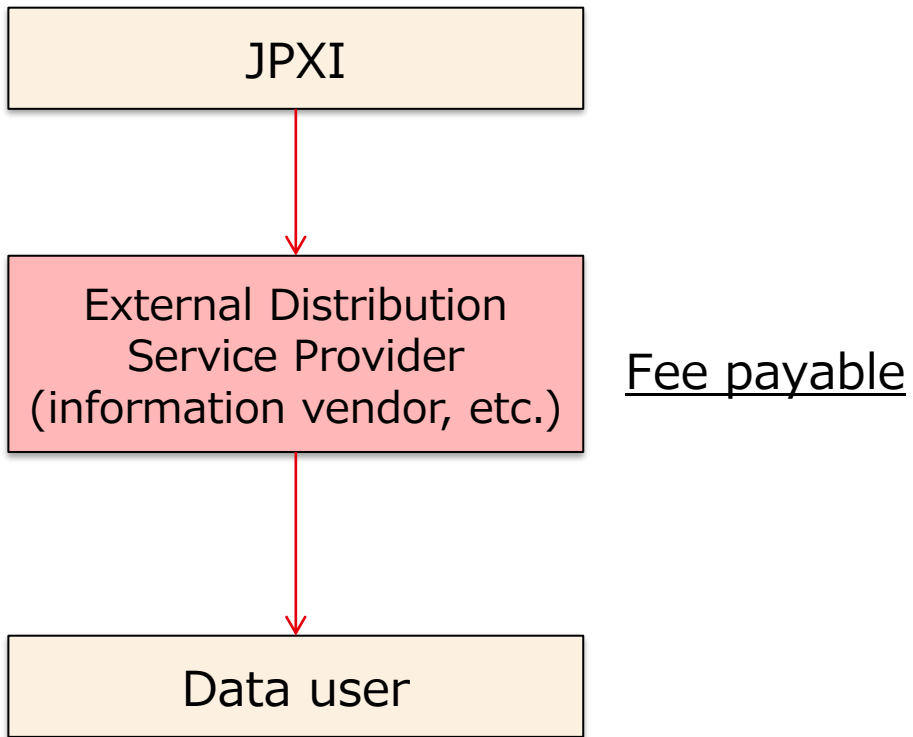 JPXI
External Distribution
Service Provider
(information vendor, etc.)
Fee payable
Data user